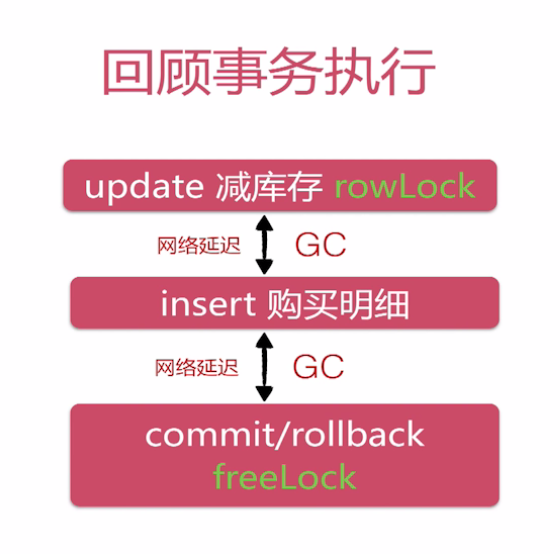 回顾事务执行
update 减库存 rowLock
网络延迟 GC
insert 购买明细
网络延迟 GC
commit/rollback
freeLock